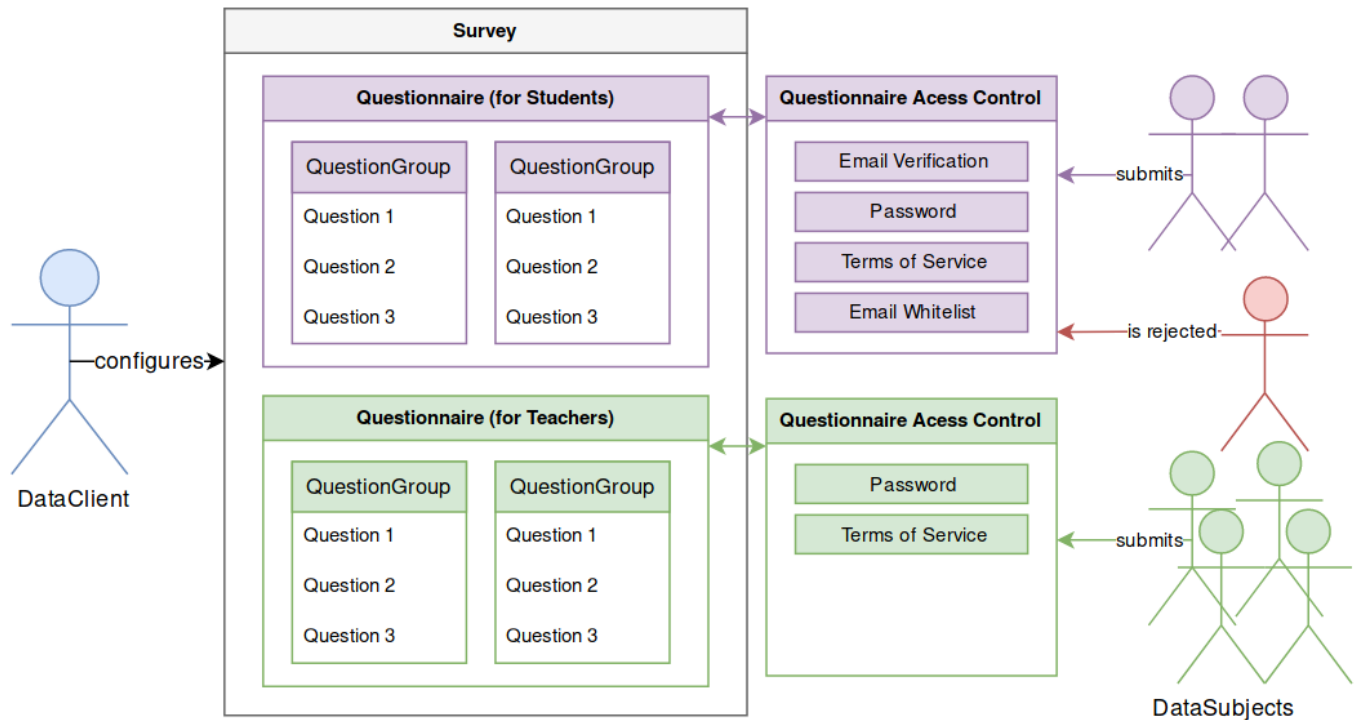 Survey
Questionnaire (for Students)
QuestionGroup
Question 1
Question 2
Question 3
QuestionGroup
Question 1
Question 2
Question 3
Questionnaire Acess Control
Email Verification
Password
Terms of Service
Email Whitelist
submits
is rejected
configures
DataClient
Questionnaire (for Teachers)
QuestionGroup
Question 1
Question 2
Question 3
QuestionGroup
Question 1
Question 2
Question 3
Questionnaire Acess Control
Password
Terms of Service
submits
DataSubjects